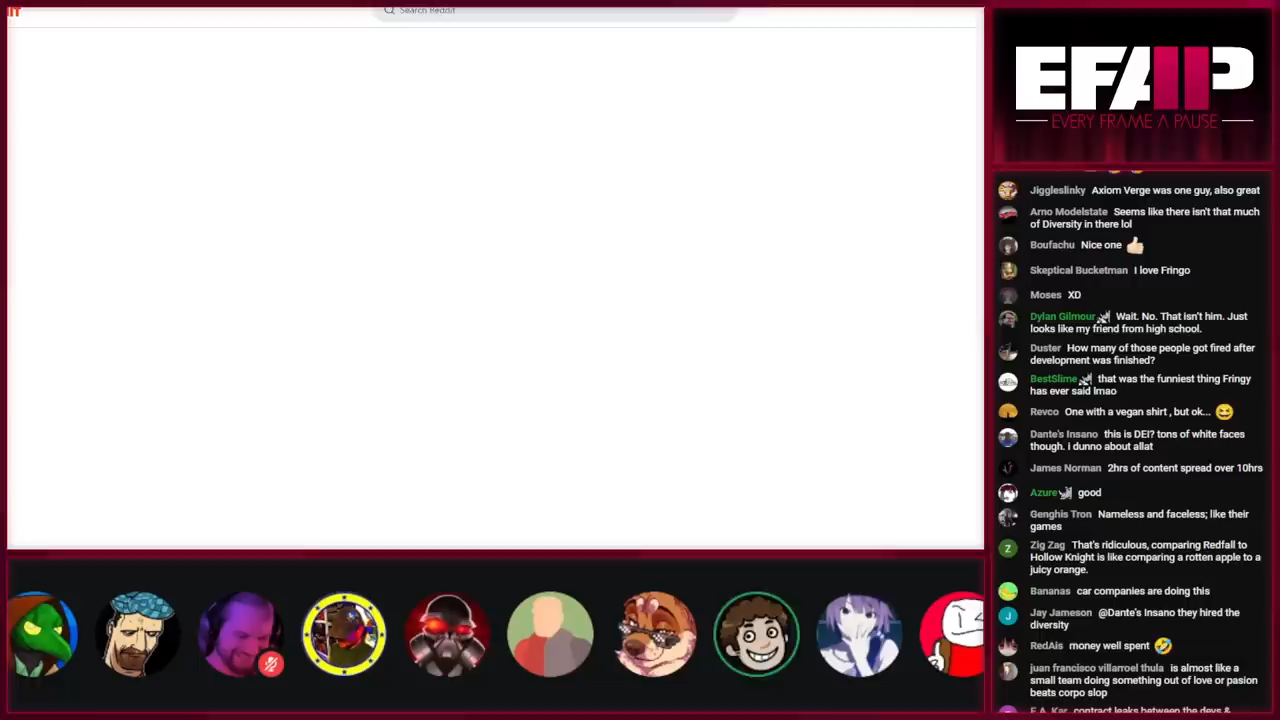 IT
Search Reddit
EFAP
EVERY FRAME A PAUSE
Jiggleslinky Axiom Verge was one guy, also great
Arno Modelstate Seems like there isn't that much
of Diversity in there lol
Boufachu Nice one
Skeptical Bucketman I love Fringo
Moses XD
Dylan Gilmour Wait. No. That isn't him. Just
looks like my friend from high school.
Duster How many of those people got fired after
development was finished?
BestSlime that was the funniest thing Fringy
has ever said lmao
Revco One with a vegan shirt , but ok...
Dante's Insano this is DEI? tons of white faces
though. i dunno about allat
James Norman 2hrs of content spread over 10hrs
Azure good
Genghis Tron Nameless and faceless; like their
games
Z
Zig Zag That's ridiculous, comparing Redfall to
Hollow Knight is like comparing a rotten apple to a
juicy orange.
Bananas car companies are doing this
J
Jay Jameson @Dante's Insano they hired the
diversity
RedAis money well spent
juan francisco villarroel thula is almost like a
small team doing something out of love or pasion
beats corpo slop
E.A. Kar contract leaks between the devs &